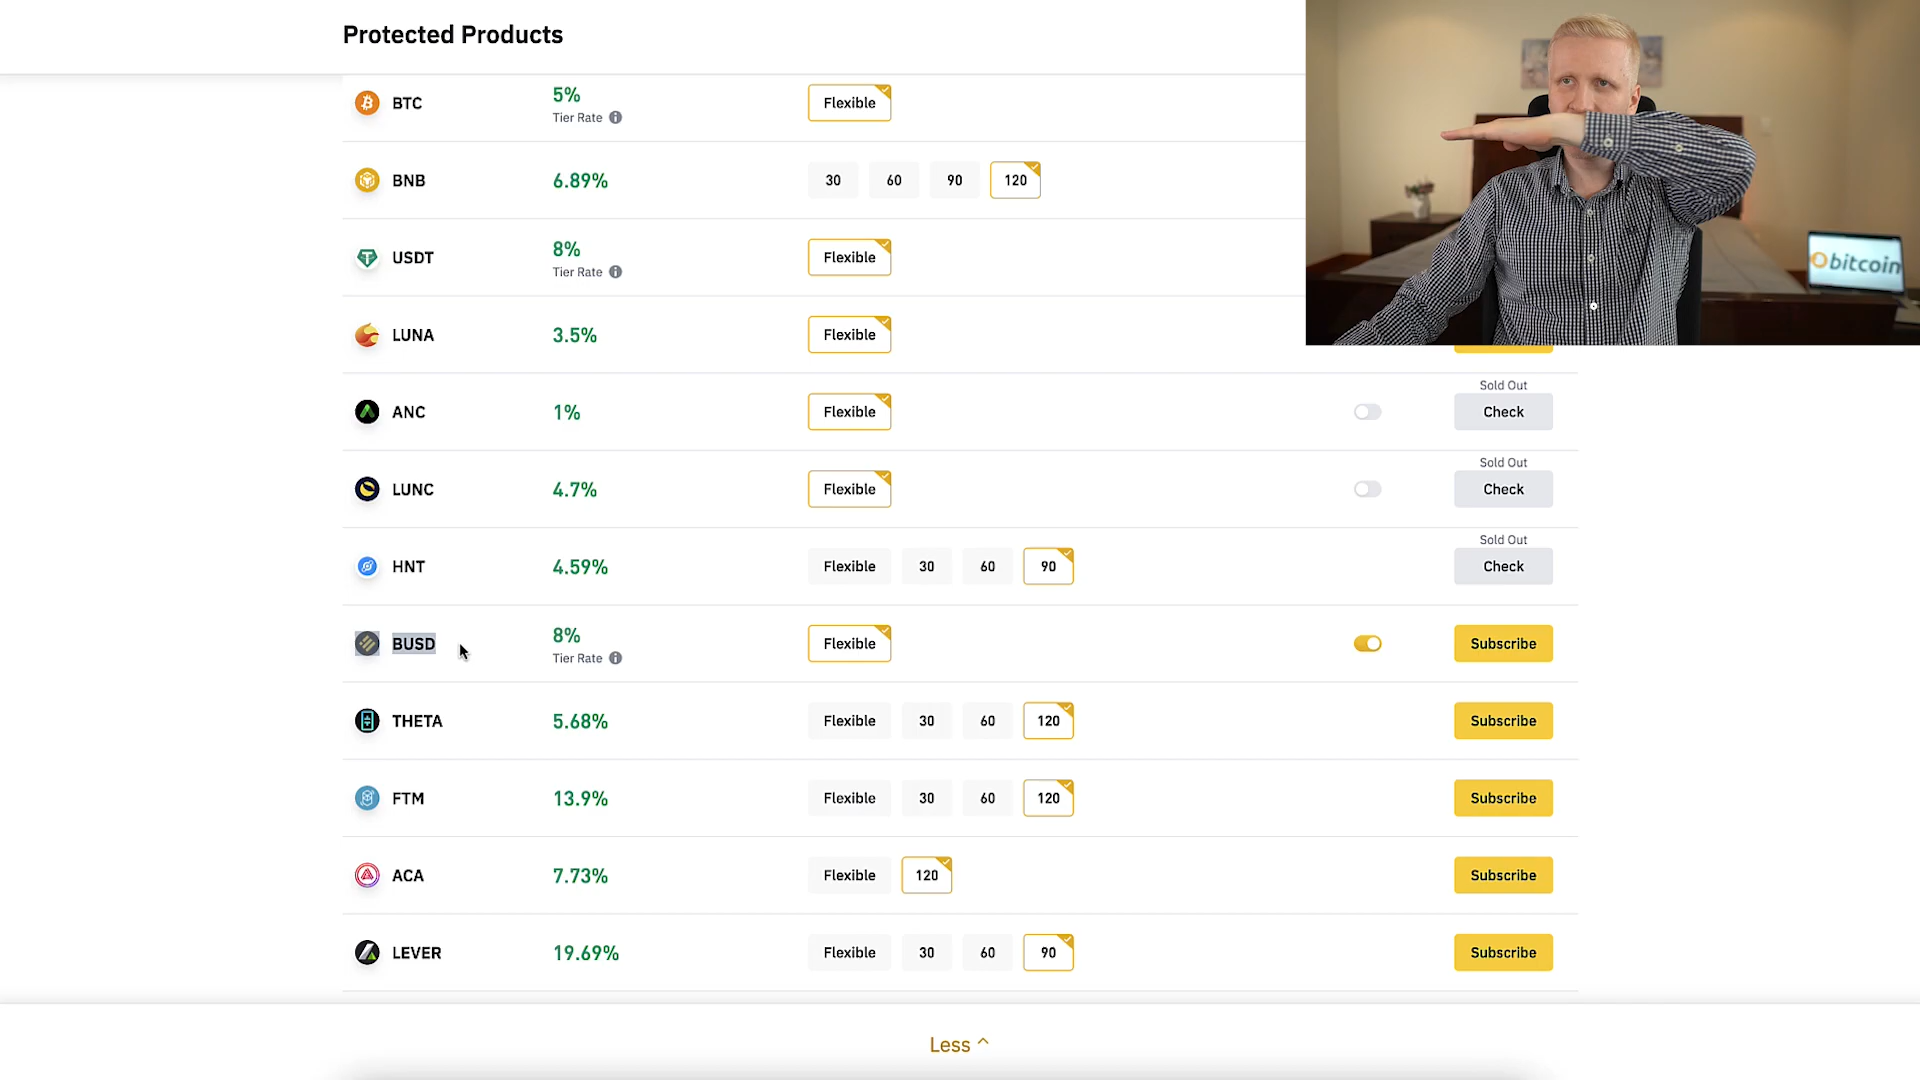 Protected Products
BTC 5% Flexible
Tier Rate
BNB 6.89% 30 60 90 120
USDT 8% Flexible
Tier Rate
bitcoin
LUNA 3.5% Flexible
Sold Out
ANC 1% Flexible Check
Sold Out
LUNC 4.7% Flexible Check
Sold Out
HNT 4.59% Flexible 30 60 90 Check
BUSD 8% Flexible Subscribe
Tier Rate
THETA 5.68% Flexible 30 60 120 Subscribe
FTM 13.9% Flexible 30 60 120 Subscribe
ACA 7.73% Flexible 120 Subscribe
LEVER 19.69% Flexible 30 60 90 Subscribe
Less